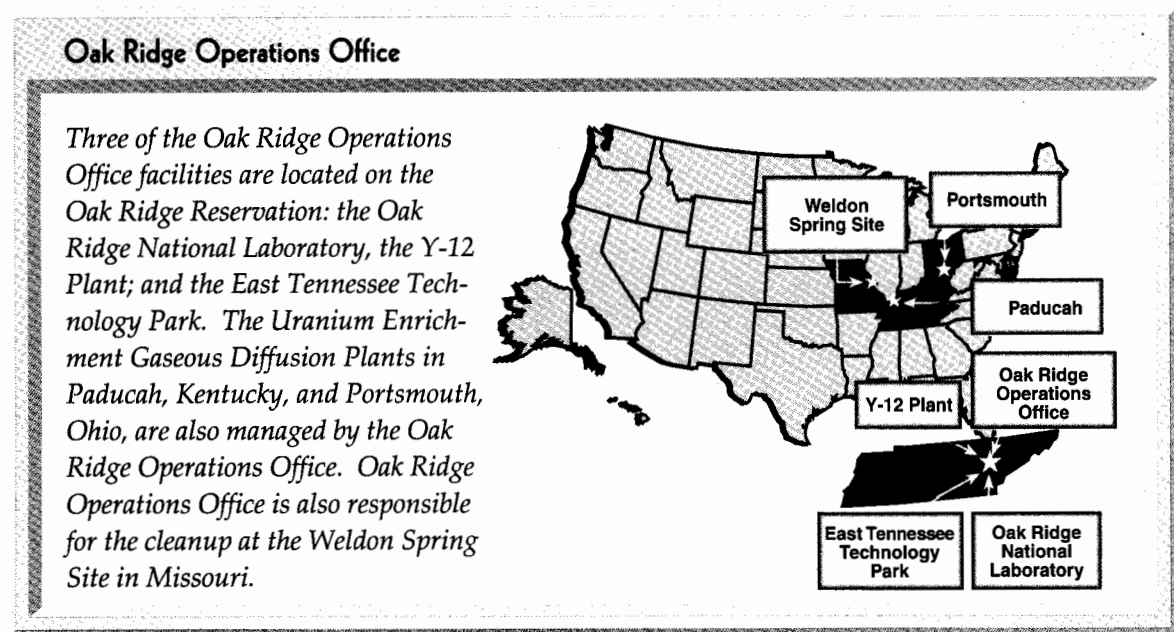 Oak Ridge Operations Office
Three of the Oak Ridge Operations
Office facilities are located on the
Oak Ridge Reservation: the Oak
Ridge National Laboratory, the Y-12
Plant; and the East Tennessee Tech-
nology Park. The Uranium Enrich-
ment Gaseous Diffusion Plants in
Paducah, Kentucky, and Portsmouth,
Ohio, are also managed by the Oak
Ridge Operations Office. Oak Ridge
Operations Office is also responsible
for the cleanup at the Weldon Spring
Site in Missouri.
Weldon
Spring Site
Portsmouth
Paducah
Oak Ridge
Operations
Office
Y-12 Plant
East Tennessee
Technology
Park
Oak Ridge
National
Laboratory